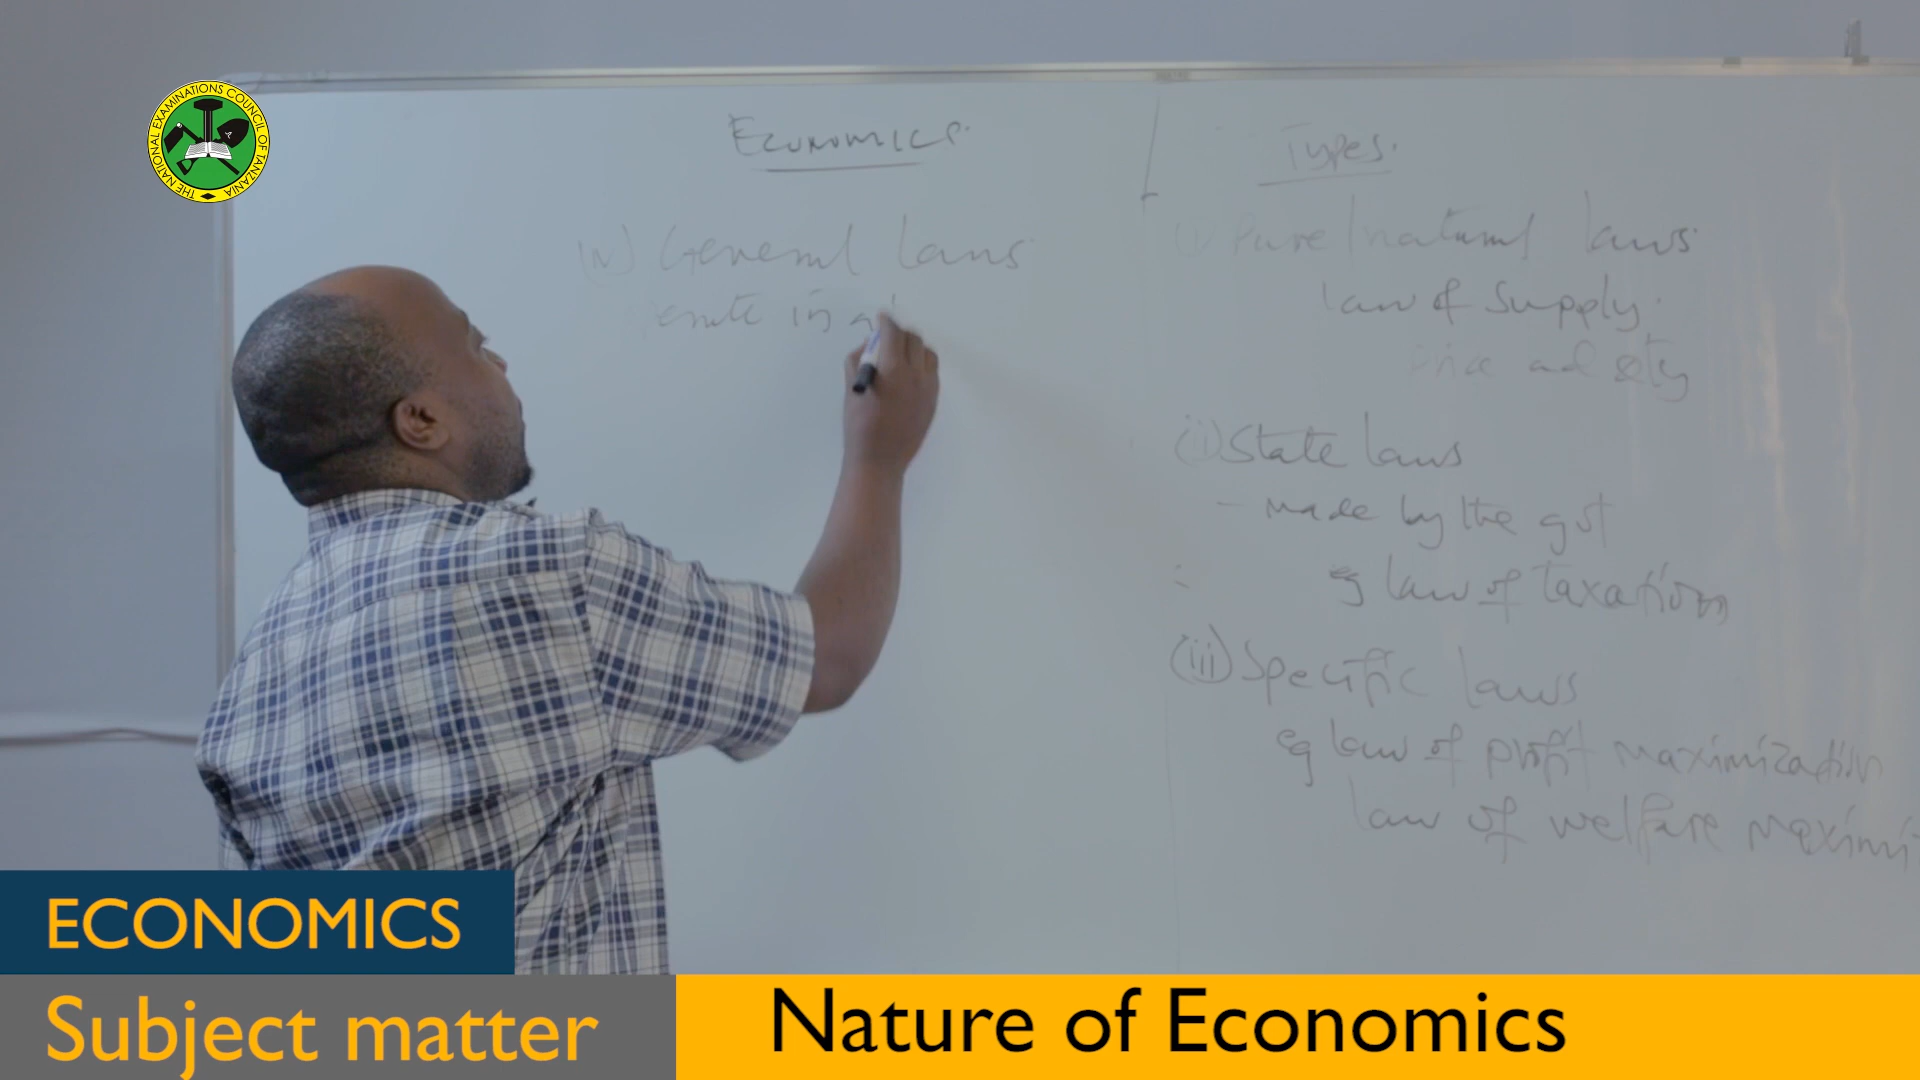 THE NATIONAL EXAMINATIONS COUNCIL OF TANZANIA
ECONOMICS.
(iv) General laws
in
Types.
(i) Pure/natural laws
law of supply.
Price and
(ii) State laws
- made by the gvt
eg law of taxation
(iii) Specific laws
eg law of profit maximization
law of welfare maximi
ECONOMICS
Subject matter
Nature of Economics